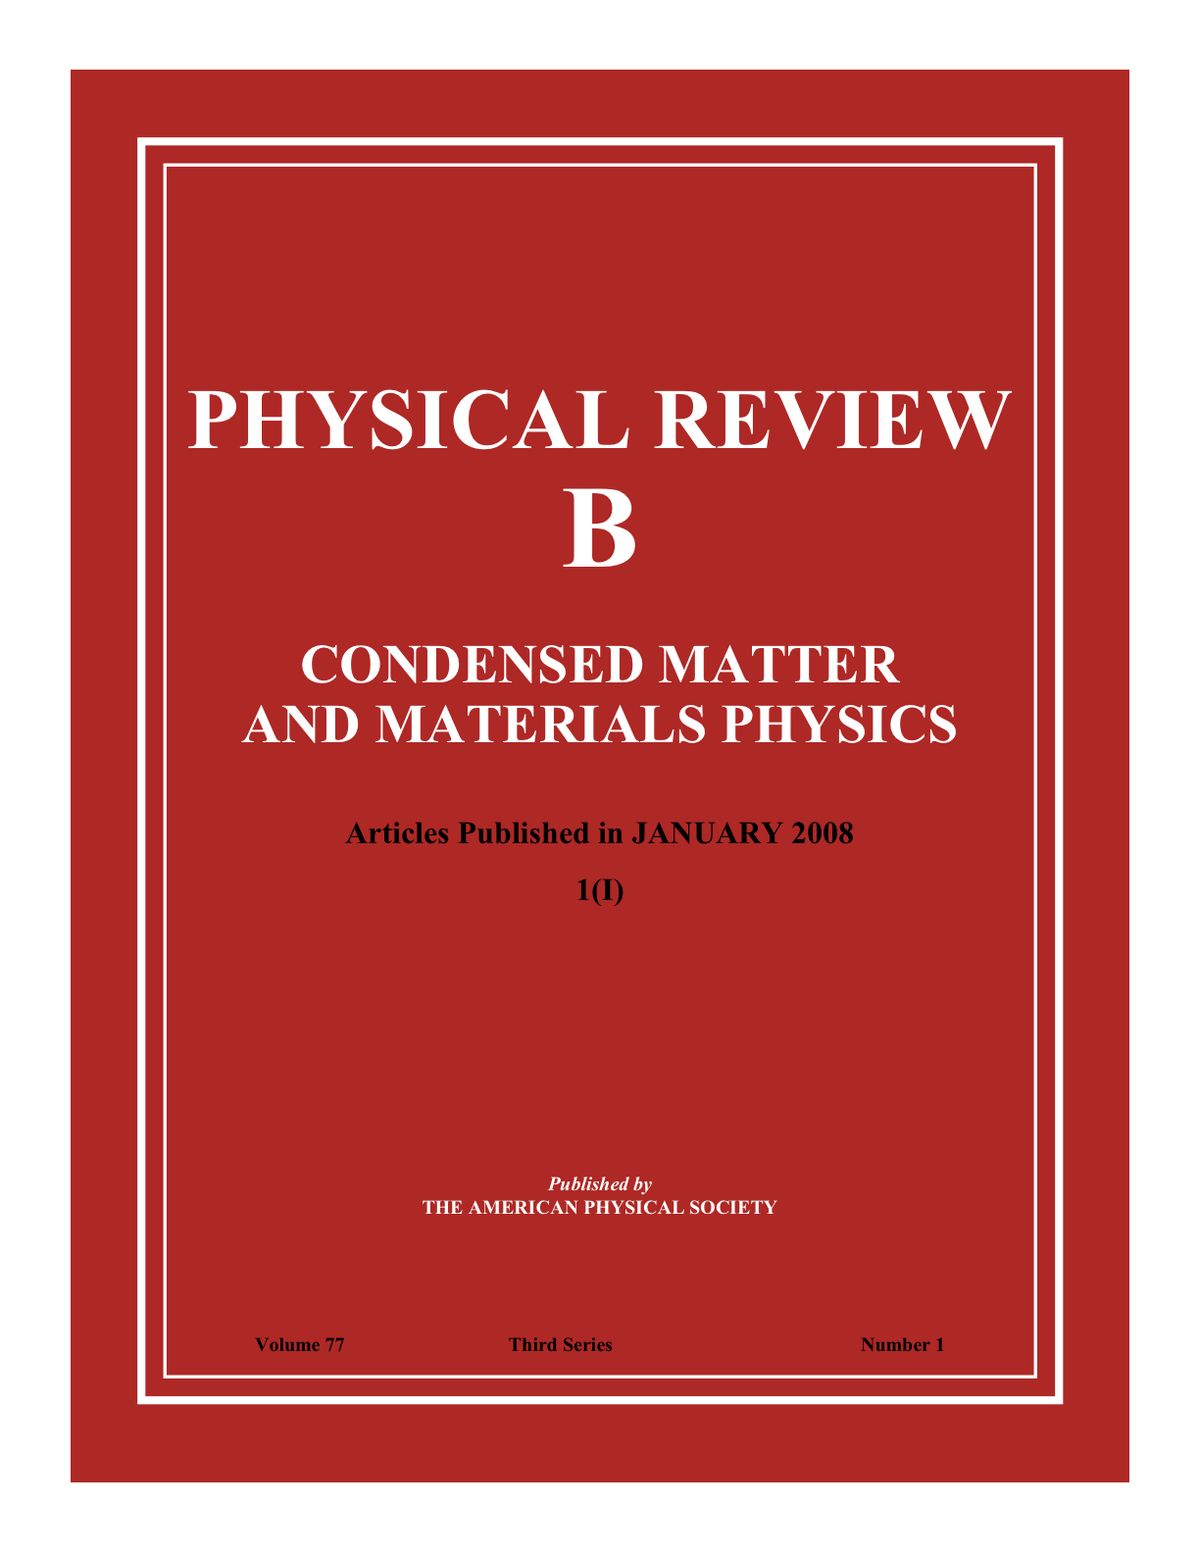 PHYSICAL REVIEW
B
CONDENSED MATTER
AND MATERIALS PHYSICS
Articles Published in JANUARY 2008
1(I)
Published by
THE AMERICAN PHYSICAL SOCIETY
Volume 77 Third Series Number 1